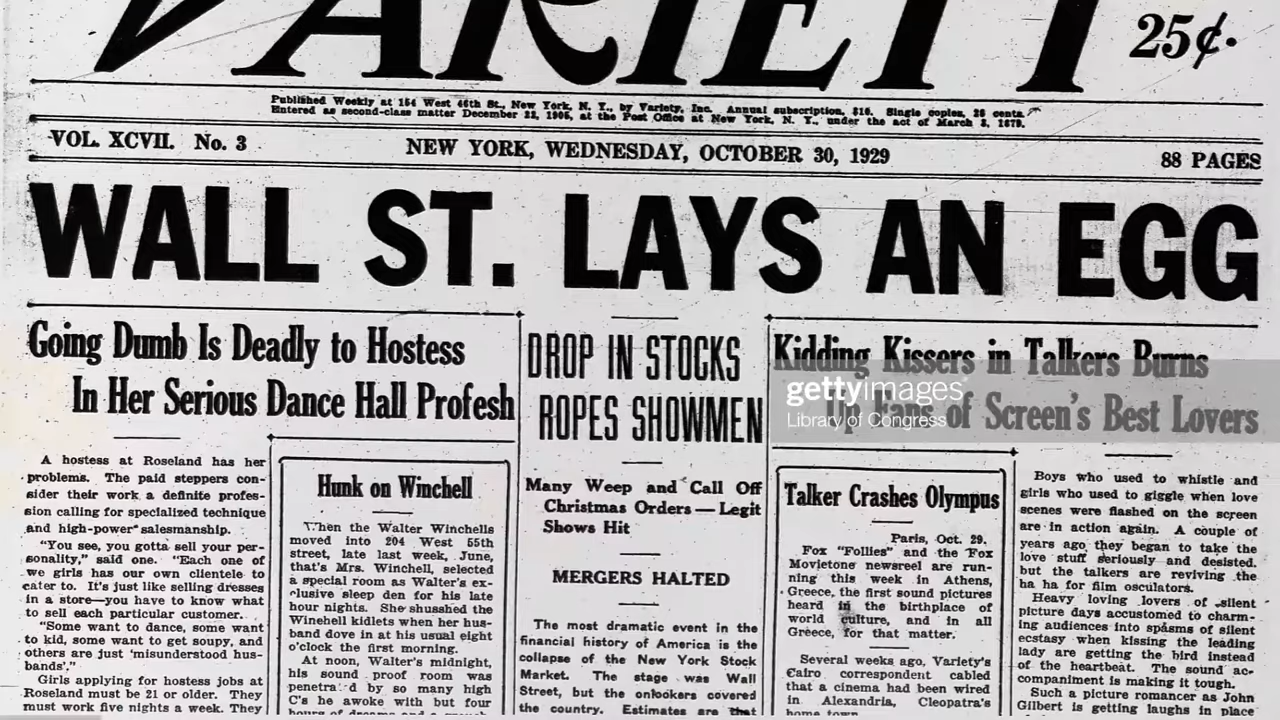 VARIETY
25¢.
Published Weekly at 154 West 46th St., New York, N. Y., by Variety, Inc. Annual subscription, $10. Single copies, 25 cents.
Entered as second-class matter December 22, 1905, at the Post Office at New York, N. Y., under the act of March 3, 1879.
VOL. XCVII. No. 3
NEW YORK, WEDNESDAY, OCTOBER 30, 1929
88 PAGES
WALL ST. LAYS AN EGG
Going Dumb Is Deadly to Hostess
In Her Serious Dance Hall Profesh
A hostess at Roseland has her
problems. The paid steppers con-
sider their work a definite profes-
sion calling for specialized technique
and high-power salesmanship.
"You see, you gotta sell your per-
sonality," said one. "Each one of
we girls has our own clientele to
cater to. It's just like selling dresses
in a store—you have to know what
to sell each particular customer.
"Some want to dance, some want
to kid, some want to get soupy, and
others are just 'misunderstood hus-
bands'."
Girls applying for hostess jobs at
Roseland must be 21 or older. They
must work five nights a week. They
Hunk on Winchell
When the Walter Winchells
moved into 204 West 55th
street, late last week, June,
that's Mrs. Winchell, selected
a special room as Walter's ex-
clusive sleep den for his late
hour nights. She shusshed the
Winchell kidlets when her hus-
band dove in at his usual eight
o'clock the first morning.
At noon, Walter's midnight,
his sound proof room was
penetra'd by so many high
C's he awoke with but four
hours of dreams and a
DROP IN STOCKS
ROPES SHOWMEN
Many Weep and Call Off
Christmas Orders — Legit
Shows Hit
MERGERS HALTED
The most dramatic event in the
financial history of America is the
collapse of the New York Stock
Market. The stage was Wall
Street, but the onlookers covered
the country. Estimates are that
Kidding Kissers in Talkers Burns
Up Fans of Screen's Best Lovers
gettyimages
Library of Congress
Talker Crashes Olympus
Paris, Oct. 29.
Fox "Follies" and the Fox
Movietone newsreel are run-
ning this week in Athens,
Greece, the first sound pictures
heard in the birthplace of
world culture, and in all
Greece, for that matter.
Several weeks ago, Variety's
Cairo correspondent cabled
that a cinema had been wired
in Alexandria, Cleopatra's
home town.
Boys who used to whistle and
girls who used to giggle when love
scenes were flashed on the screen
are in action again. A couple of
years ago they began to take the
love stuff seriously and desisted.
but the talkers are reviving the
ha ha for film osculators.
Heavy loving lovers of silent
picture days accustomed to charm-
ing audiences into spasms of silent
ecstasy when kissing the leading
lady are getting the bird instead
of the heartbeat. The sound ac-
companiment is making it tough.
Such a picture romancer as John
Gilbert is getting laughs in place